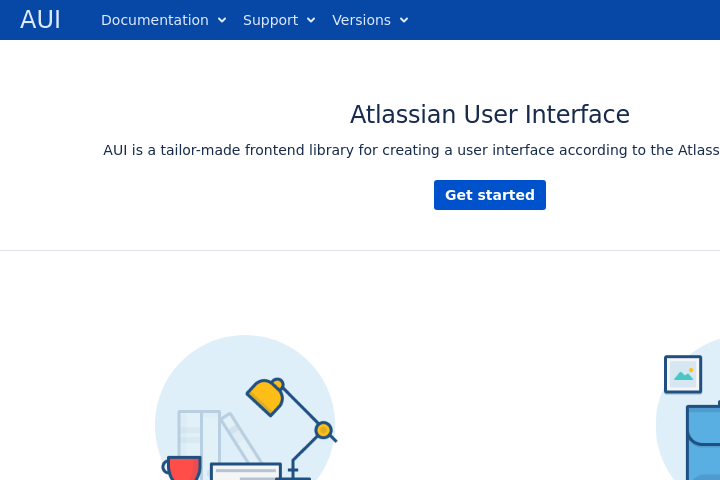 AUI Documentation Support Versions
Atlassian User Interface
AUI is a tailor-made frontend library for creating a user interface according to the Atlass
Get started